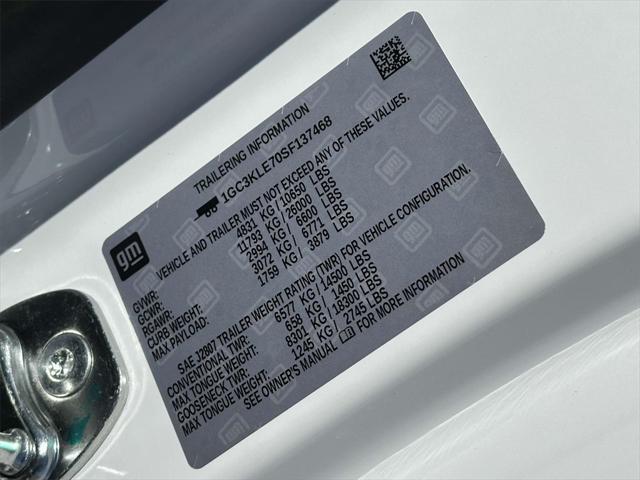 gm
TRAILERING INFORMATION
1GC3KLE70SF137468
VEHICLE AND TRAILER MUST NOT EXCEED ANY OF THESE VALUES.
GVWR: 4831 KG / 10650 LBS
GCWR: 11793 KG / 26000 LBS
RGAWR: 2994 KG / 6600 LBS
CURB WEIGHT: 3072 KG / 6771 LBS
MAX PAYLOAD: 1759 KG / 3879 LBS
SAE J2807 TRAILER WEIGHT RATING (TWR) FOR VEHICLE CONFIGURATION.
CONVENTIONAL TWR: 6577 KG / 14500 LBS
MAX TONGUE WEIGHT: 658 KG / 1450 LBS
GOOSENECK TWR: 8301 KG / 18300 LBS
MAX TONGUE WEIGHT: 1245 KG / 2745 LBS
SEE OWNER'S MANUAL FOR MORE INFORMATION